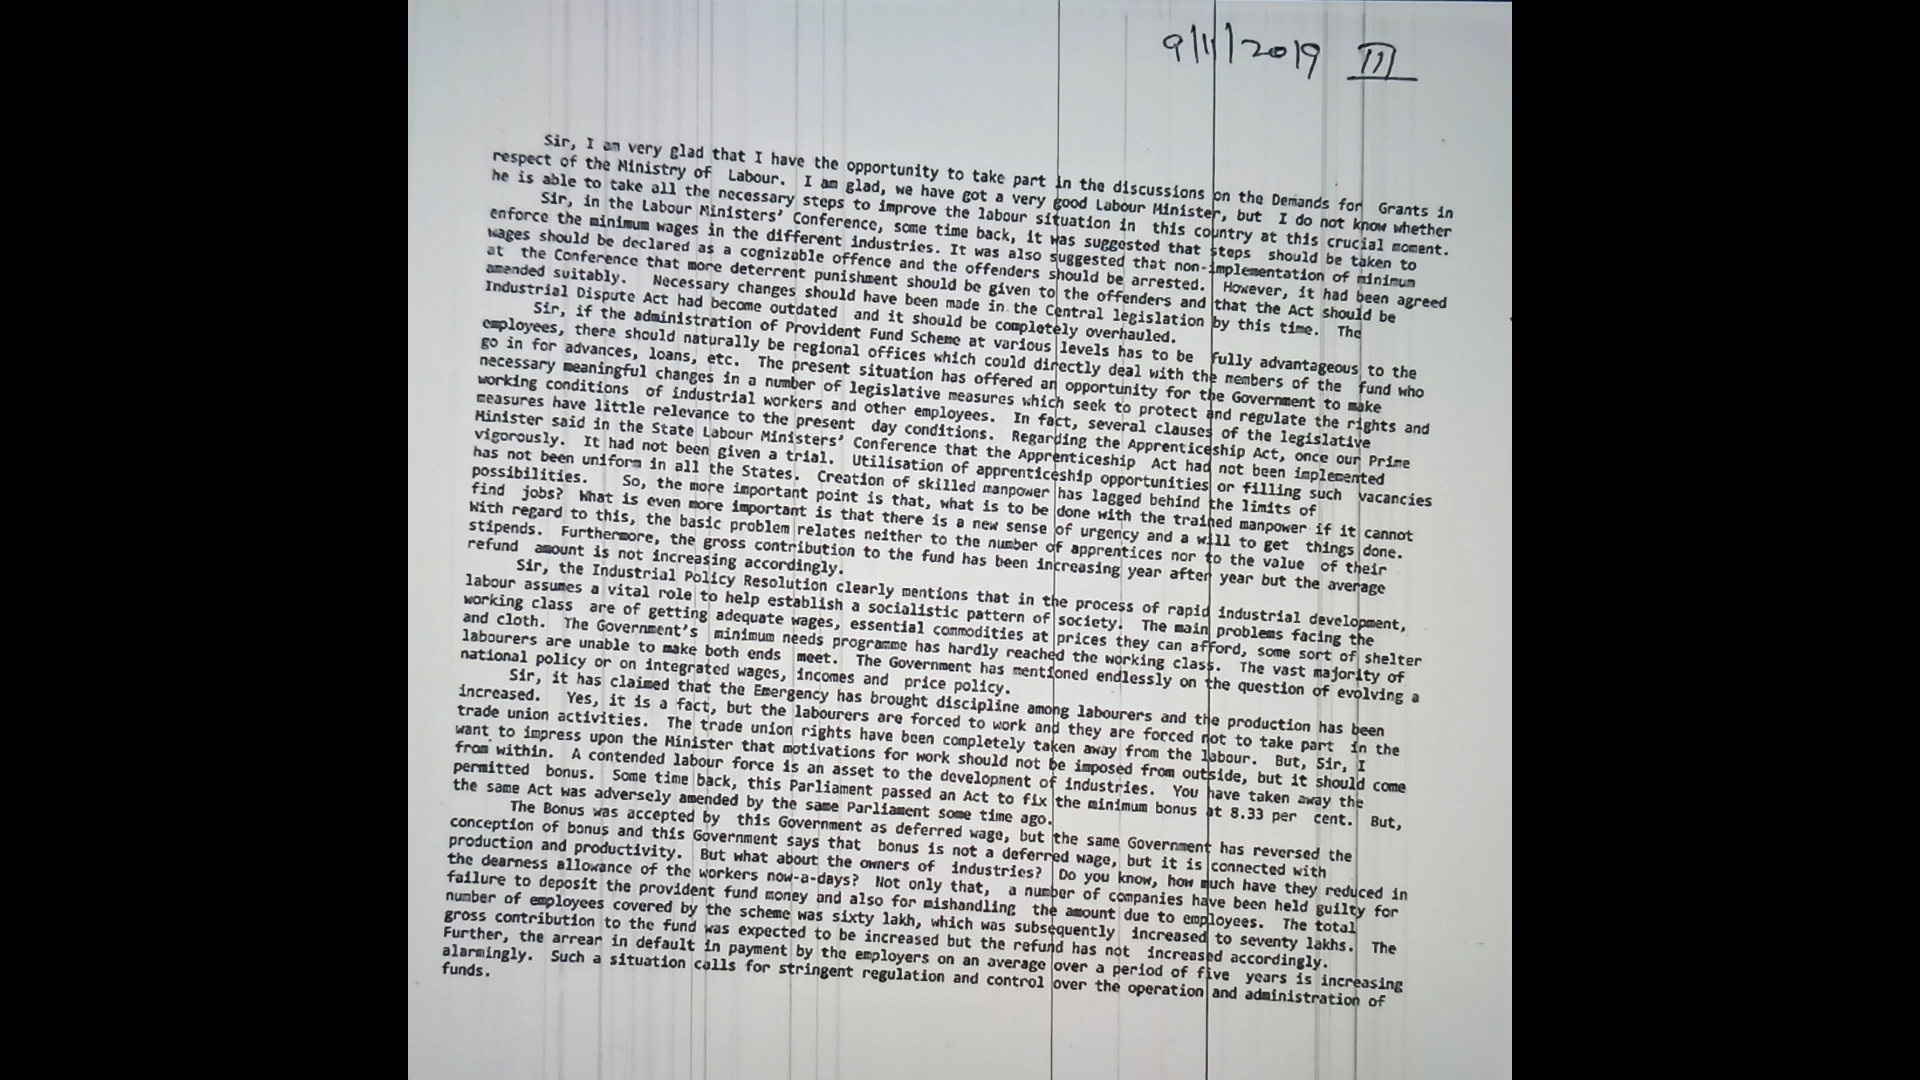 9/1/2019 III
Sir, I am very glad that I have the opportunity to take part in the discussions on the Demands for Grants in
respect of the Ministry of Labour. I am glad, we have got a very good Labour Minister, but I do not know whether
he is able to take all the necessary steps to improve the labour situation in this country at this crucial moment.
Sir, in the Labour Ministers' Conference, some time back, it was suggested that steps should be taken to
enforce the minimum wages in the different industries. It was also suggested that non-implementation of minimum
wages should be declared as a cognizable offence and the offenders should be arrested. However, it had been agreed
at the Conference that more deterrent punishment should be given to the offenders and that the Act should be
amended suitably. Necessary changes should have been made in the Central legislation by this time. The
Industrial Dispute Act had become outdated and it should be completely overhauled.
Sir, if the administration of Provident Fund Scheme at various levels has to be fully advantageous to the
employees, there should naturally be regional offices which could directly deal with the members of the fund who
go in for advances, loans, etc. The present situation has offered an opportunity for the Government to make
necessary meaningful changes in a number of legislative measures which seek to protect and regulate the rights and
working conditions of industrial workers and other employees. In fact, several clauses of the legislative
measures have little relevance to the present day conditions. Regarding the Apprenticeship Act, once our Prime
Minister said in the State Labour Ministers' Conference that the Apprenticeship Act had not been implemented
vigorously. It had not been given a trial. Utilisation of apprenticeship opportunities or filling such vacancies
has not been uniform in all the States. Creation of skilled manpower has lagged behind the limits of
possibilities. So, the more important point is that, what is to be done with the trained manpower if it cannot
find jobs? What is even more important is that there is a new sense of urgency and a will to get things done.
With regard to this, the basic problem relates neither to the number of apprentices nor to the value of their
stipends. Furthermore, the gross contribution to the fund has been increasing year after year but the average
refund amount is not increasing accordingly.
Sir, the Industrial Policy Resolution clearly mentions that in the process of rapid industrial development,
labour assumes a vital role to help establish a socialistic pattern of society. The main problems facing the
working class are of getting adequate wages, essential commodities at prices they can afford, some sort of shelter
and cloth. The Government's minimum needs programme has hardly reached the working class. The vast majority of
labourers are unable to make both ends meet. The Government has mentioned endlessly on the question of evolving a
national policy or on integrated wages, incomes and price policy.
Sir, it has claimed that the Emergency has brought discipline among labourers and the production has been
increased. Yes, it is a fact, but the labourers are forced to work and they are forced not to take part in the
trade union activities. The trade union rights have been completely taken away from the labour. But, Sir, I
want to impress upon the Minister that motivations for work should not be imposed from outside, but it should come
from within. A contended labour force is an asset to the development of industries. You have taken away the
permitted bonus. Some time back, this Parliament passed an Act to fix the minimum bonus at 8.33 per cent. But,
the same Act was adversely amended by the same Parliament some time ago.
The Bonus was accepted by this Government as deferred wage, but the same Government has reversed the
conception of bonus and this Government says that bonus is not a deferred wage, but it is connected with
production and productivity. But what about the owners of industries? Do you know, how much have they reduced in
the dearness allowance of the workers now-a-days? Not only that, a number of companies have been held guilty for
failure to deposit the provident fund money and also for mishandling the amount due to employees. The total
number of employees covered by the scheme was sixty lakh, which was subsequently increased to seventy lakhs. The
gross contribution to the fund was expected to be increased but the refund has not increased accordingly.
Further, the arrear in default in payment by the employers on an average over a period of five years is increasing
alarmingly. Such a situation calls for stringent regulation and control over the operation and administration of
funds.